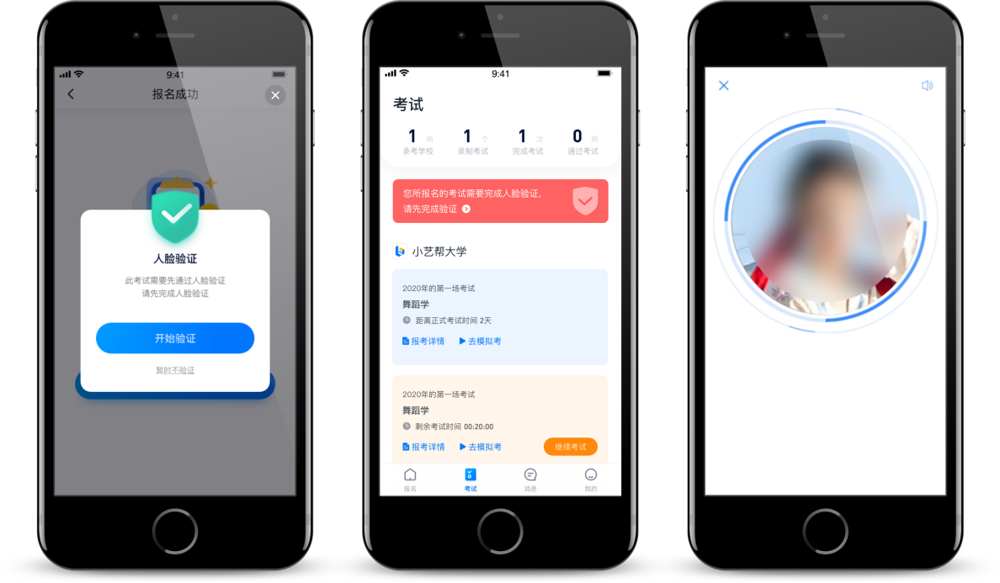 9:41
报名成功
人脸验证
此考试需要先通过人脸验证
请先完成人脸验证
开始验证
暂时不验证
9:41
考试
1 所
1 个
1 次
0 所
录考学校
录制考试
完成考试
通过考试
您所报名的考试需要完成人脸验证,
请先完成验证
小艺帮大学
2020年的第一场考试
舞蹈学
距离正式考试时间 2天
报考详情
去模拟考
2020年的第一场考试
舞蹈学
剩余考试时间 00:20:00
报考详情
去模拟考
继续考试
报名
考试
消息
我的